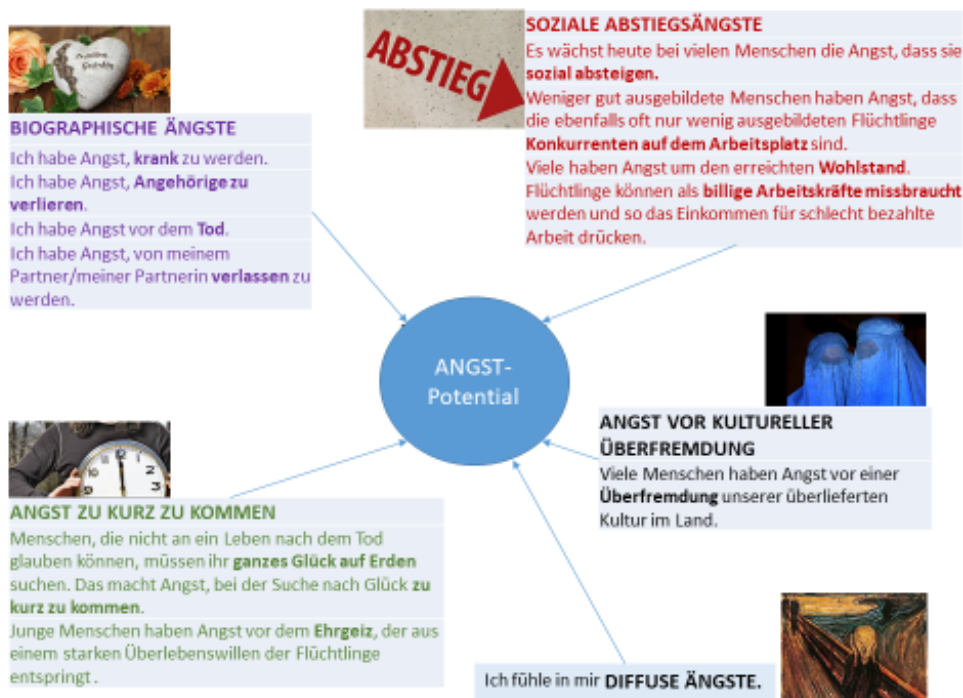 ABSTIEG
SOZIALE ABSTIEGSÄNGSTE
Es wächst heute bei vielen Menschen die Angst, dass sie
sozial absteigen.
Weniger gut ausgebildete Menschen haben Angst, dass
die ebenfalls oft nur wenig ausgebildeten Flüchtlinge
Konkurrenten auf dem Arbeitsplatz sind.
Viele haben Angst um den erreichten Wohlstand.
Flüchtlinge können als billige Arbeitskräfte missbraucht
werden und so das Einkommen für schlecht bezahlte
Arbeit drücken.
BIOGRAPHISCHE ÄNGSTE
Ich habe Angst, krank zu werden.
Ich habe Angst, Angehörige zu
verlieren.
Ich habe Angst vor dem Tod.
Ich habe Angst, von meinem
Partner/meiner Partnerin verlassen zu
werden.
ANGST-
Potential
ANGST VOR KULTURELLER
ÜBERFREMDUNG
Viele Menschen haben Angst vor einer
Überfremdung unserer überlieferten
Kultur im Land.
12
1
2
3
9
10
ANGST ZU KURZ ZU KOMMEN
Menschen, die nicht an ein Leben nach dem Tod
glauben können, müssen ihr ganzes Glück auf Erden
suchen. Das macht Angst, bei der Suche nach Glück zu
kurz zu kommen.
Junge Menschen haben Angst vor dem Ehrgeiz, der aus
einem starken Überlebenswillen der Flüchtlinge
entspringt .
Ich fühle in mir DIFFUSE ÄNGSTE.